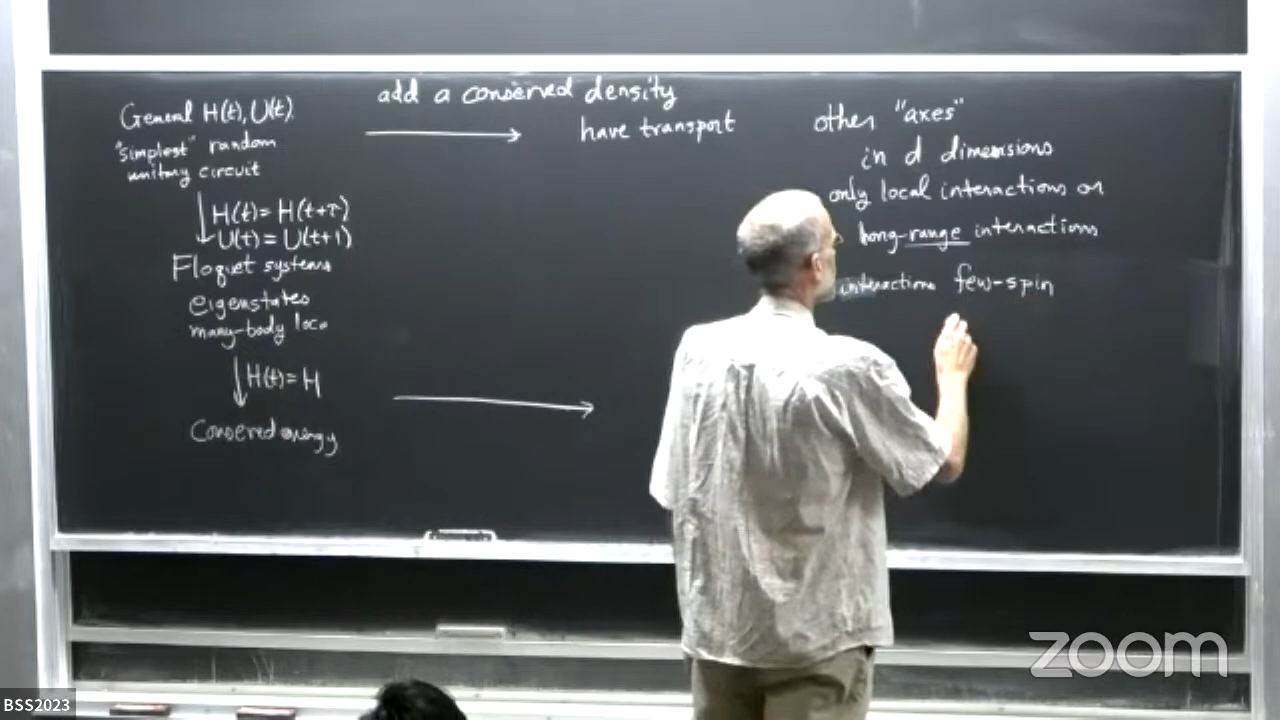 General H(t), U(t).
"simplest" random
unitary circuit
H(t) = H(t+τ)
U(t) = U(t+1)
Floquet systems
eigenstates
many-body loca
H(t) = H
Conserved energy
add a conserved density
have transport
other "axes"
in d dimensions
only local interactions or
long-range interactions
interactions few-spin
zoom
BSS2023